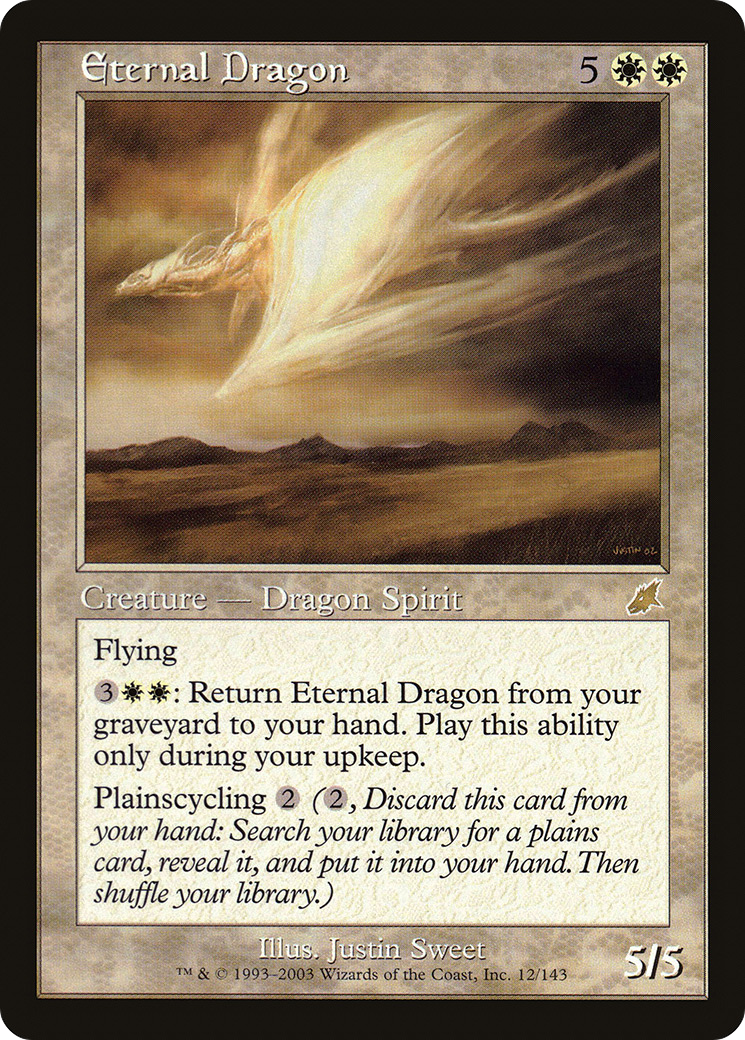 Eternal Dragon 5
JUSTIN 02
Creature — Dragon Spirit
Flying
3: Return Eternal Dragon from your
graveyard to your hand. Play this ability
only during your upkeep.
Plainscycling 2 (2, Discard this card from
your hand: Search your library for a plains
card, reveal it, and put it into your hand. Then
shuffle your library.)
Illus. Justin Sweet
™ & © 1993–2003 Wizards of the Coast, Inc. 12/143
5/5